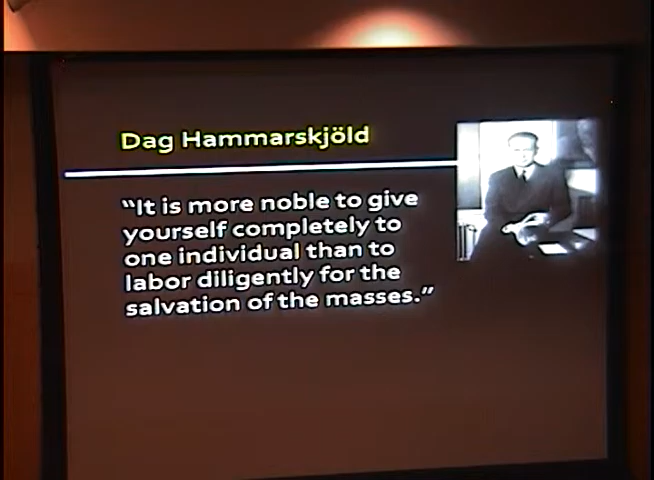 Dag Hammarskjöld
“It is more noble to give
yourself completely to
one individual than to
labor diligently for the
salvation of the masses.”